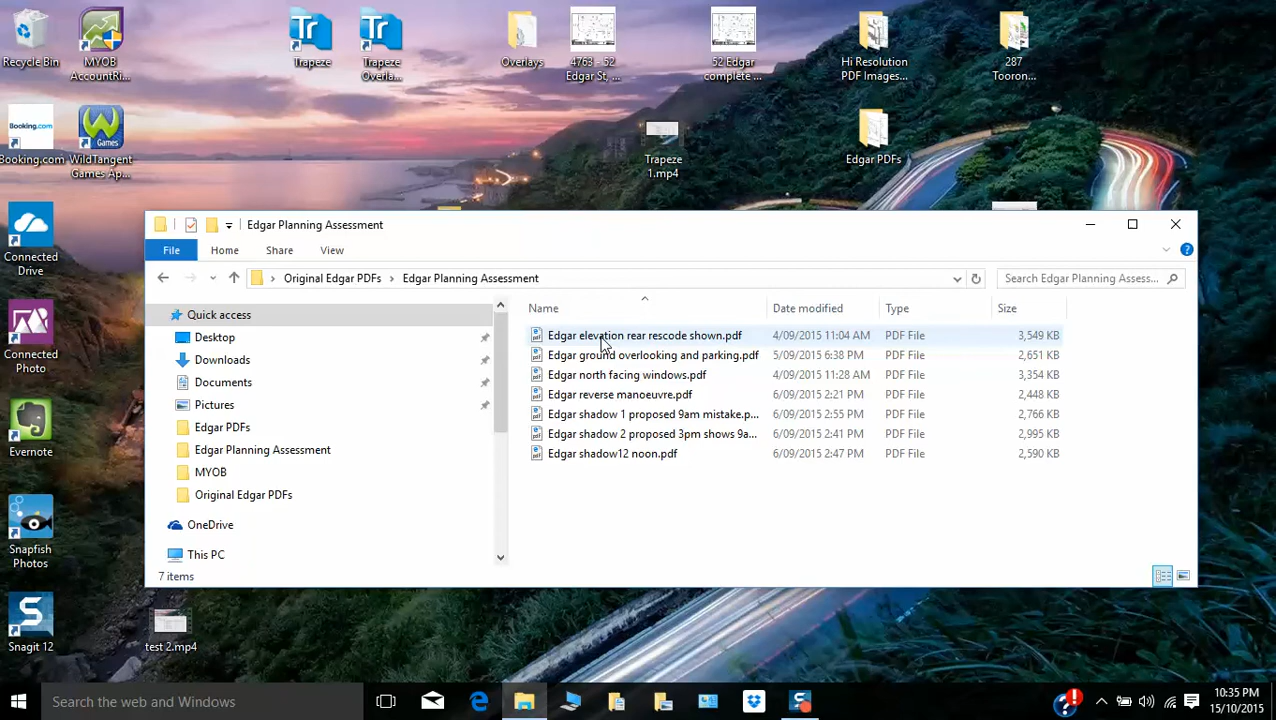 Recycle Bin
MYOB
AccountRi...
Trapeze
Trapeze
Overla...
Overlays
4763 - 52
Edgar St, ...
52 Edgar
complete ...
Hi Resolution
PDF Images...
287
Tooron...
Booking.com
Booking.com
WildTangent
Games Ap...
WildTangent
Games
Trapeze
1.mp4
Edgar PDFs
Connected
Drive
Connected
Photo
Evernote
Snapfish
Photos
Snagit 12
test 2.mp4
Edgar Planning Assessment
File
Home
Share
View
Original Edgar PDFs
Edgar Planning Assessment
Search Edgar Planning Assess...
Quick access
Desktop
Downloads
Documents
Pictures
Edgar PDFs
Edgar Planning Assessment
MYOB
Original Edgar PDFs
OneDrive
This PC
7 items
Name Date modified Type Size
Edgar elevation rear rescode shown.pdf 4/09/2015 11:04 AM PDF File 3,549 KB
Edgar ground overlooking and parking.pdf 5/09/2015 6:38 PM PDF File 2,651 KB
Edgar north facing windows.pdf 4/09/2015 11:28 AM PDF File 3,354 KB
Edgar reverse manoeuvre.pdf 6/09/2015 2:21 PM PDF File 2,448 KB
Edgar shadow 1 proposed 9am mistake.p... 6/09/2015 2:55 PM PDF File 2,766 KB
Edgar shadow 2 proposed 3pm shows 9a... 6/09/2015 2:41 PM PDF File 2,995 KB
Edgar shadow12 noon.pdf 6/09/2015 2:47 PM PDF File 2,590 KB
Search the web and Windows
10:35 PM
15/10/2015